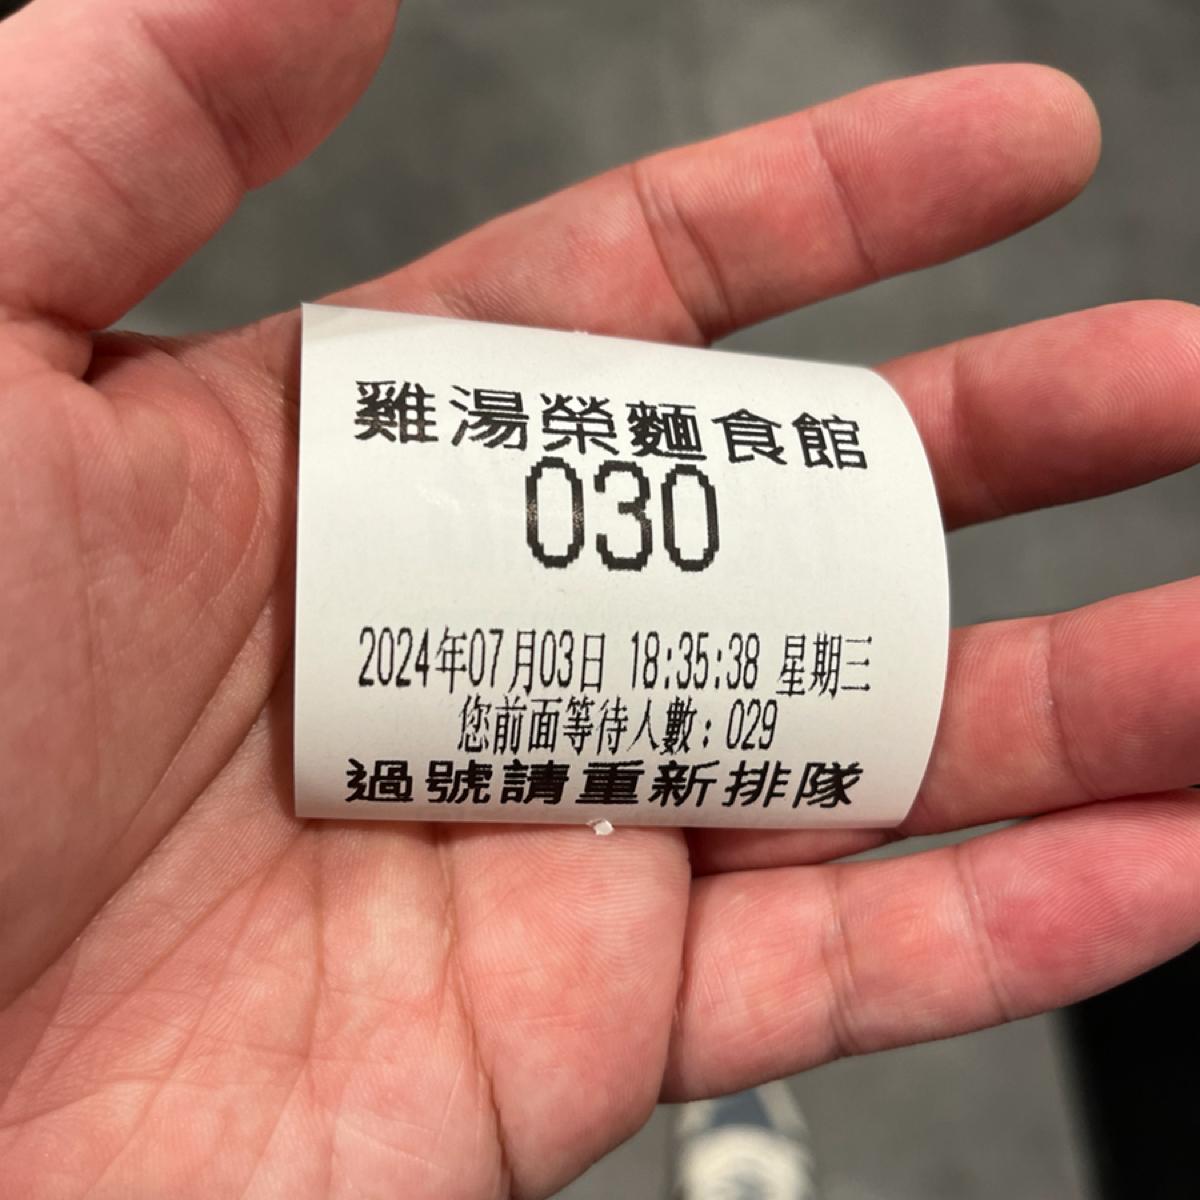 雞湯榮麵食館
030
2024年07月03日 18:35:38 星期三
您前面等待人數: 029
過號請重新排隊